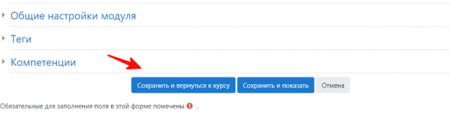 Общие настройки модуля
Теги
Компетенции
Сохранить и вернуться к курсу Сохранить и показать Отмена
Обязательные для заполнения поля в этой форме помечены .